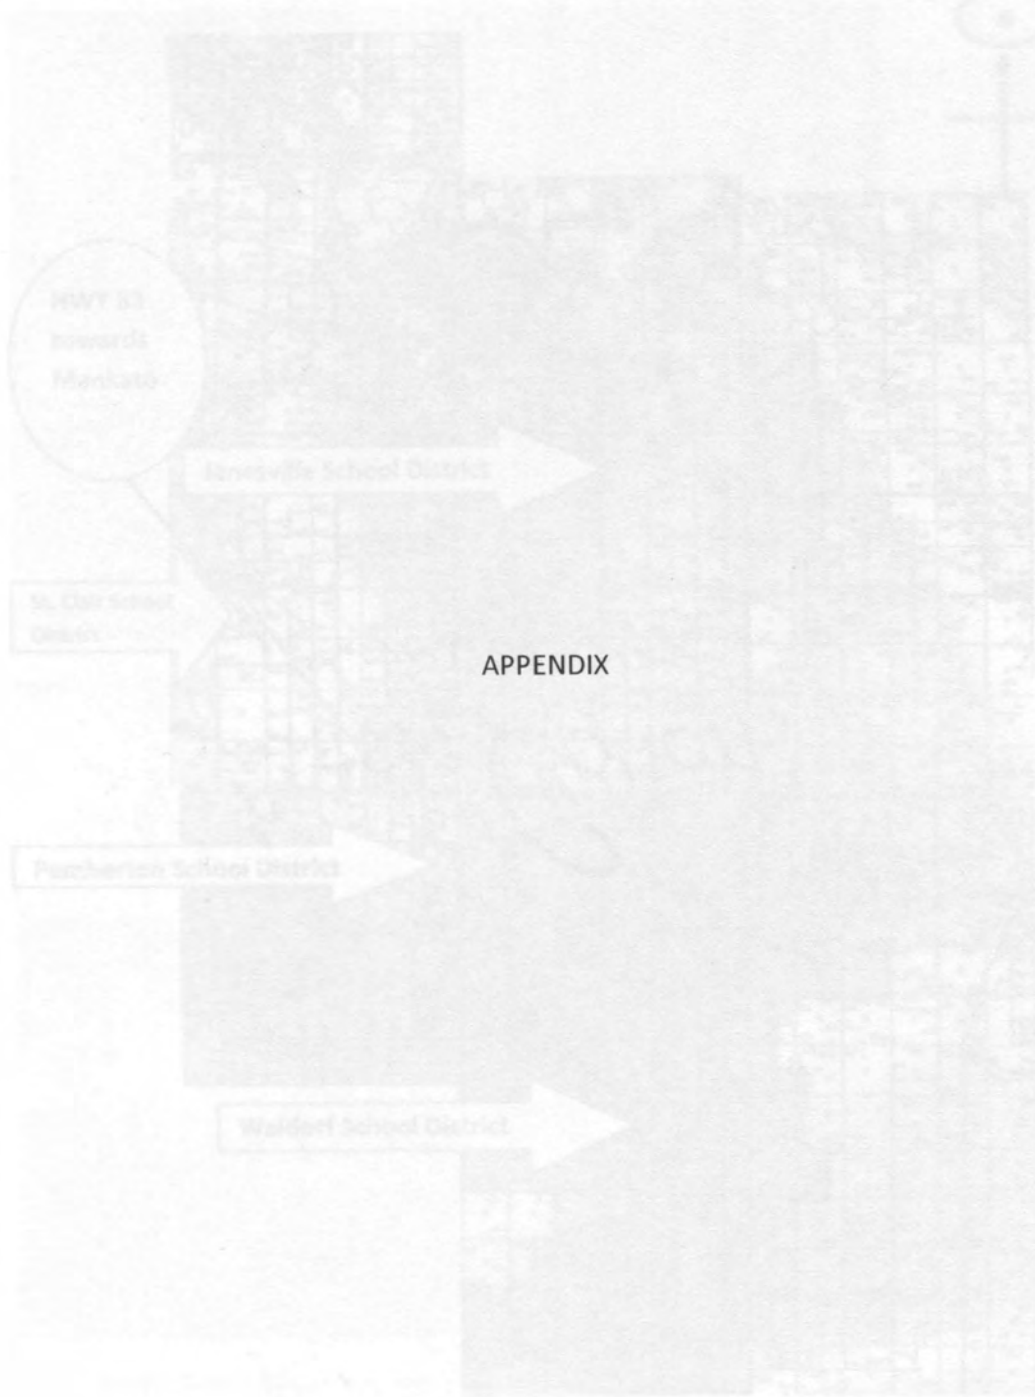 HWY 83
towards
Mankato
Janesville School District
St. Clair School
District
APPENDIX
Pemberton School District
Waldorf School District